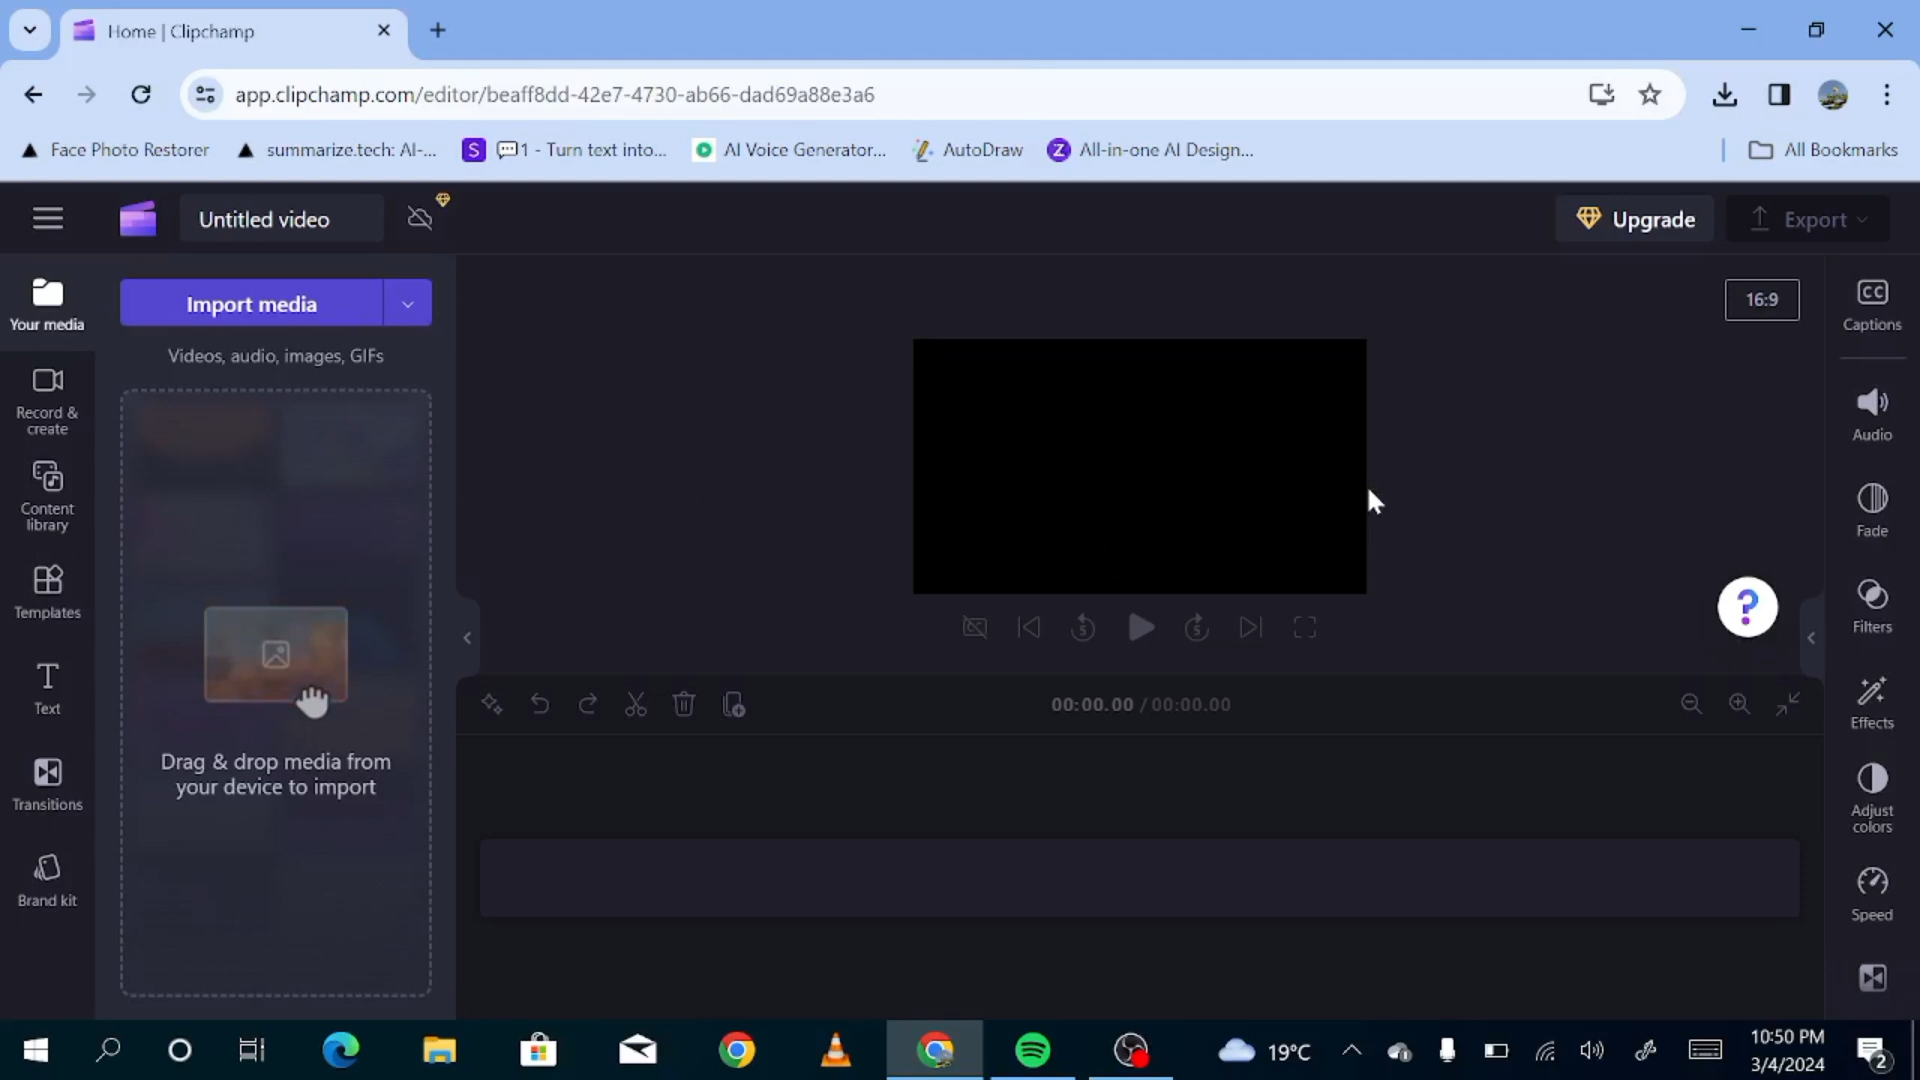 Home | Clipchamp
app.clipchamp.com/editor/beaff8dd-42e7-4730-ab66-dad69a88e3a6
Face Photo Restorer
summarize.tech: AI-...
S
1 - Turn text into...
AI Voice Generator...
AutoDraw
Z
All-in-one AI Design...
All Bookmarks
Untitled video
Upgrade
Export
Your media
Import media
Videos, audio, images, GIFs
16:9
CC
Captions
Record &
create
Audio
Content
library
Fade
Templates
Filters
5
5
?
Text
Effects
00:00.00 / 00:00.00
Drag & drop media from
your device to import
Transitions
Adjust
colors
Brand kit
Speed
19°C
10:50 PM
3/4/2024
2